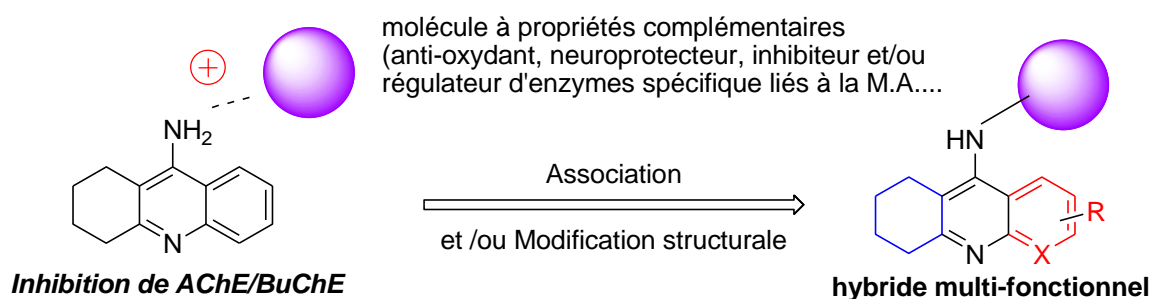 molécule à propriétés complémentaires
(anti-oxydant, neuroprotecteur, inhibiteur et/ou
régulateur d'enzymes spécifique liés à la M.A....
+
NH2
N
Inhibition de AChE/BuChE
Association
et /ou Modification structurale
HN
R
N
X
hybride multi-fonctionnel